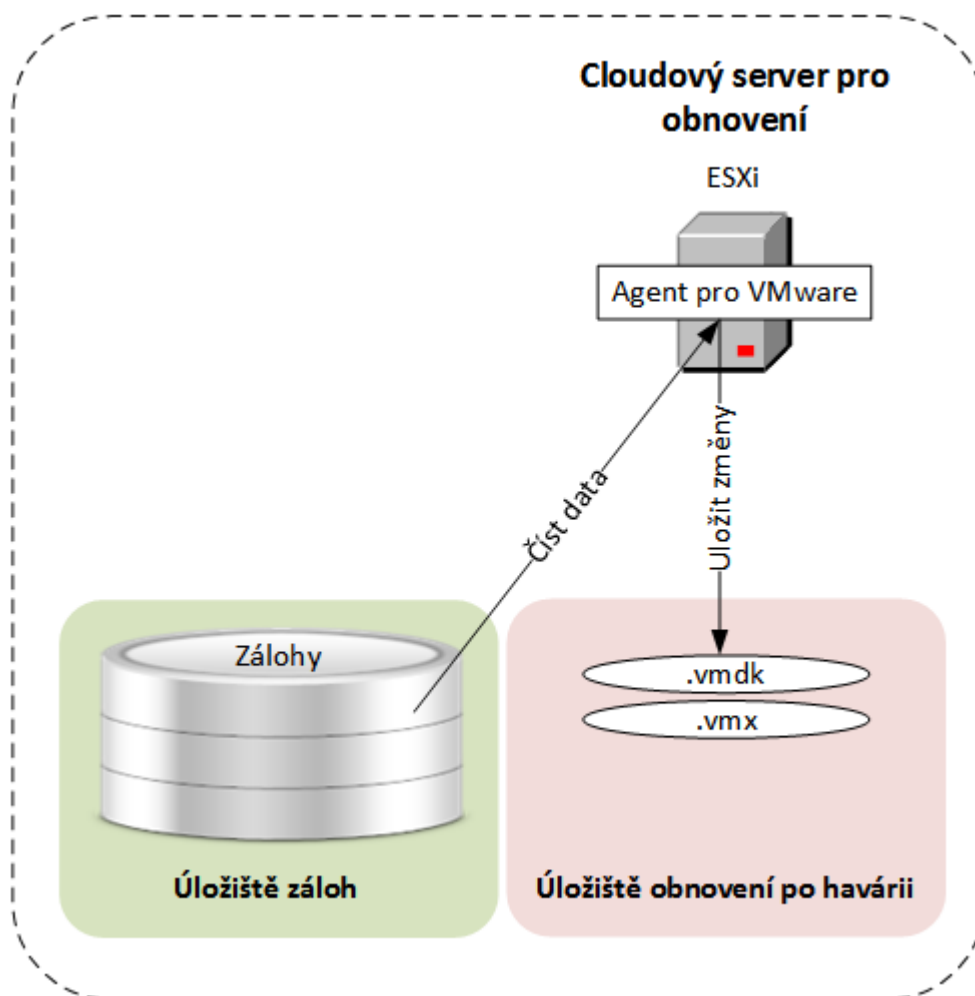 Cloudový server pro
obnovení
ESXi
Agent pro VMware
Číst data
Uložit změny
Zálohy
.vmdk
.vmx
Úložiště záloh
Úložiště obnovení po havárii